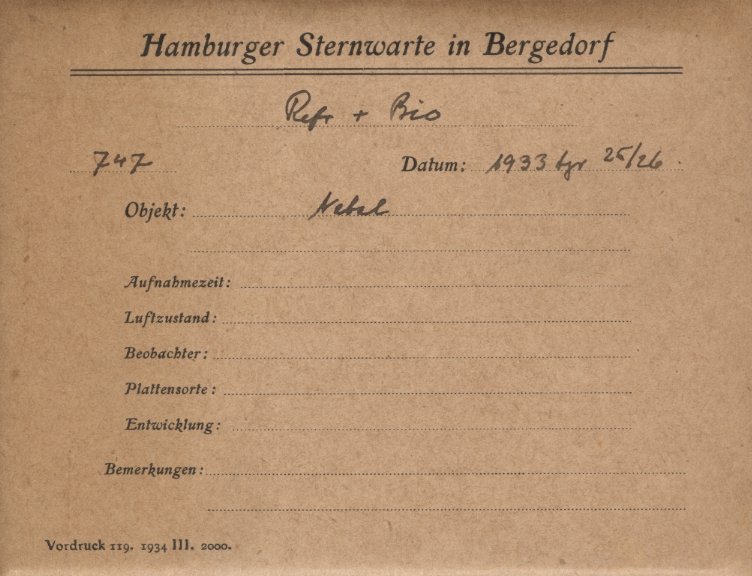 Hamburger Sternwarte in Bergedorf
Refr + Bio
747 Datum: 1933 Apr 25/26.
Objekt: Nebel
Aufnahmezeit:
Luftzustand:
Beobachter:
Plattensorte:
Entwicklung:
Bemerkungen:
Vordruck 119. 1934 III. 2000.